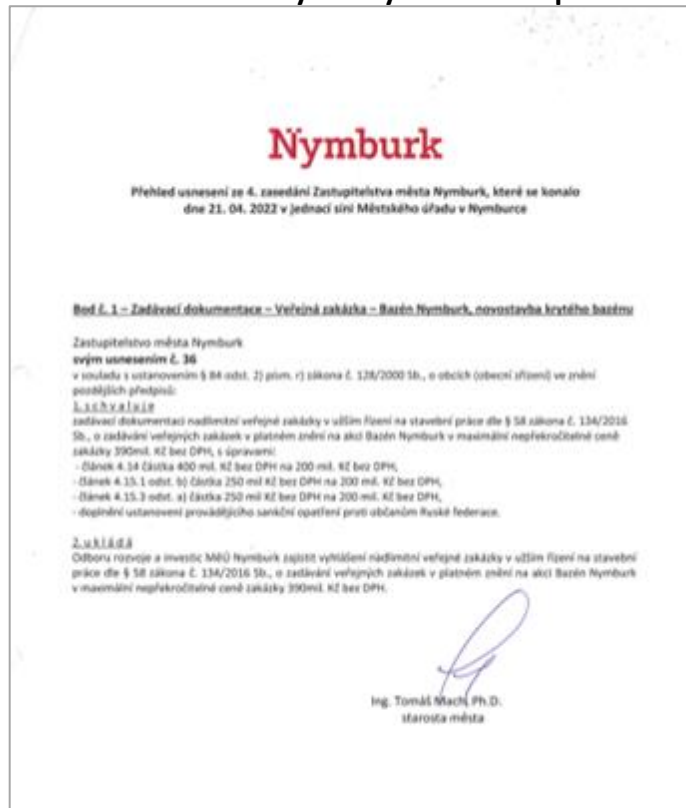 Nymburk
Přehled usnesení ze 4. zasedání Zastupitelstva města Nymburk, které se konalo
dne 21. 04. 2022 v jednací síni Městského úřadu v Nymburce
Bod č. 1 – Zadávací dokumentace – Veřejná zakázka – Bazén Nymburk, novostavba krytého bazénu
Zastupitelstvo města Nymburk
svým usnesením č. 36
v souladu s ustanovením § 84 odst. 2) písm. r) zákona č. 128/2000 Sb., o obcích (obecní zřízení) ve znění
pozdějších předpisů:
1. s c h v a l u j e
zadávací dokumentaci nadlimitní veřejné zakázky v užším řízení na stavební práce dle § 58 zákona č. 134/2016
Sb., o zadávání veřejných zakázek v platném znění na akci Bazén Nymburk v maximální nepřekročitelné ceně
zakázky 390mil. Kč bez DPH, s úpravami:
- článek 4.14 částka 400 mil. Kč bez DPH na 200 mil. Kč bez DPH,
- článek 4.15.1 odst. b) částka 250 mil Kč bez DPH na 200 mil. Kč bez DPH,
- článek 4.15.3 odst. a) částka 250 mil Kč bez DPH na 200 mil. Kč bez DPH,
- doplnění ustanovení provádějícího sankční opatření proti občanům Ruské federace.
2. u k l á d á
Odboru rozvoje a investic MěÚ Nymburk zajistit vyhlášení nadlimitní veřejné zakázky v užším řízení na stavební
práce dle § 58 zákona č. 134/2016 Sb., o zadávání veřejných zakázek v platném znění na akci Bazén Nymburk
v maximální nepřekročitelné ceně zakázky 390mil. Kč bez DPH.
Ing. Tomáš Mach, Ph.D.
starosta města